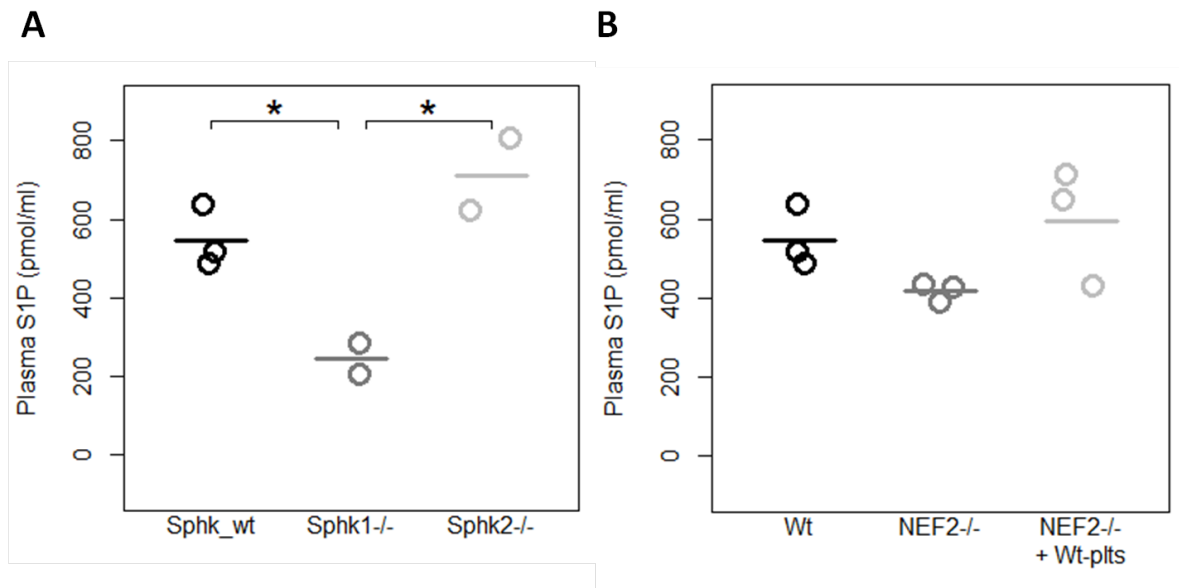 A
B
Plasma S1P (pmol/ml)
800
600
400
200
0
*
*
Sphk_wt
Sphk1-/-
Sphk2-/-
Plasma S1P (pmol/ml)
800
600
400
200
0
Wt
NEF2-/-
NEF2-/-
+ Wt-plts